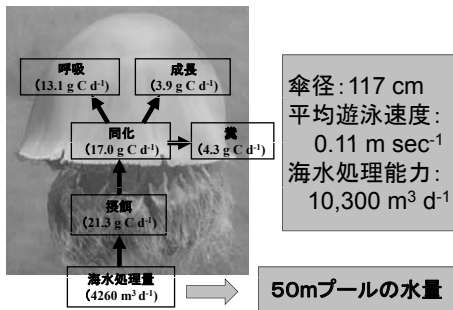 呼吸
(13.1 g C d-1)
成長
(3.9 g C d-1)
同化
(17.0 g C d-1)
糞
(4.3 g C d-1)
摂餌
(21.3 g C d-1)
海水処理量
(4260 m3 d-1)
傘径：117 cm
平均遊泳速度：
0.11 m sec-1
海水処理能力：
10,300 m3 d-1
50mプールの水量